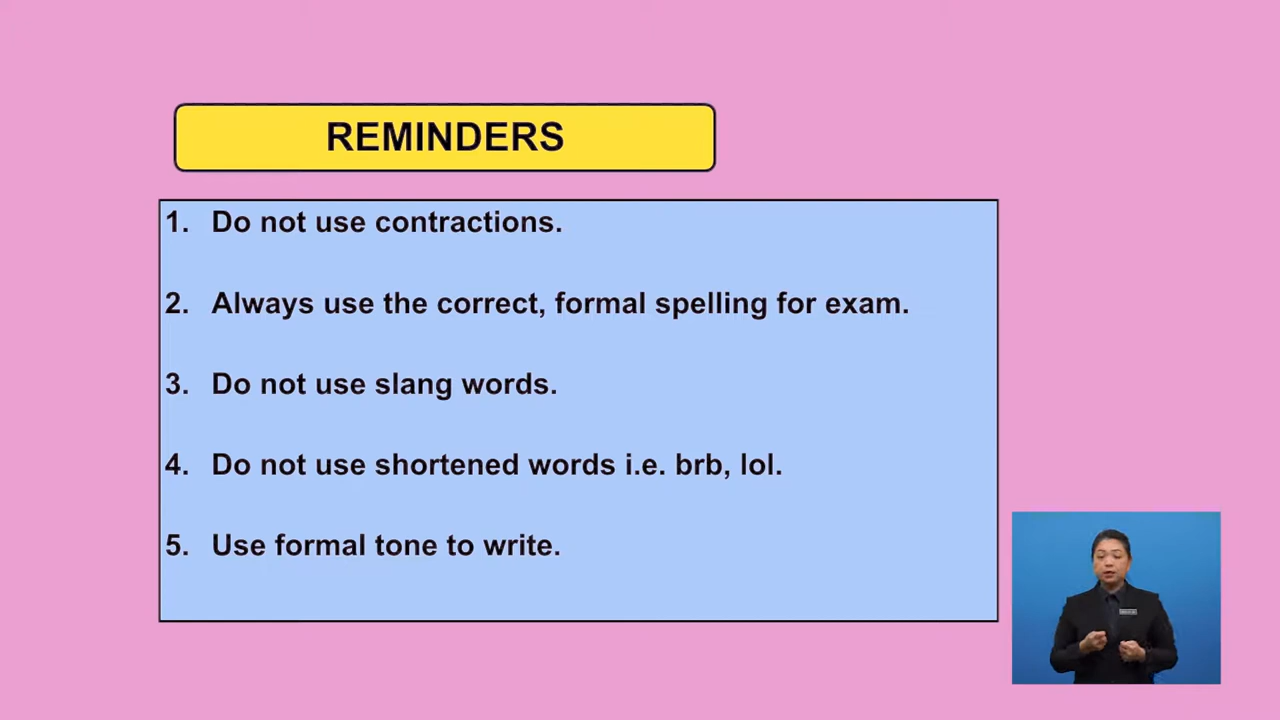 REMINDERS
1. Do not use contractions.
2. Always use the correct, formal spelling for exam.
3. Do not use slang words.
4. Do not use shortened words i.e. brb, lol.
5. Use formal tone to write.